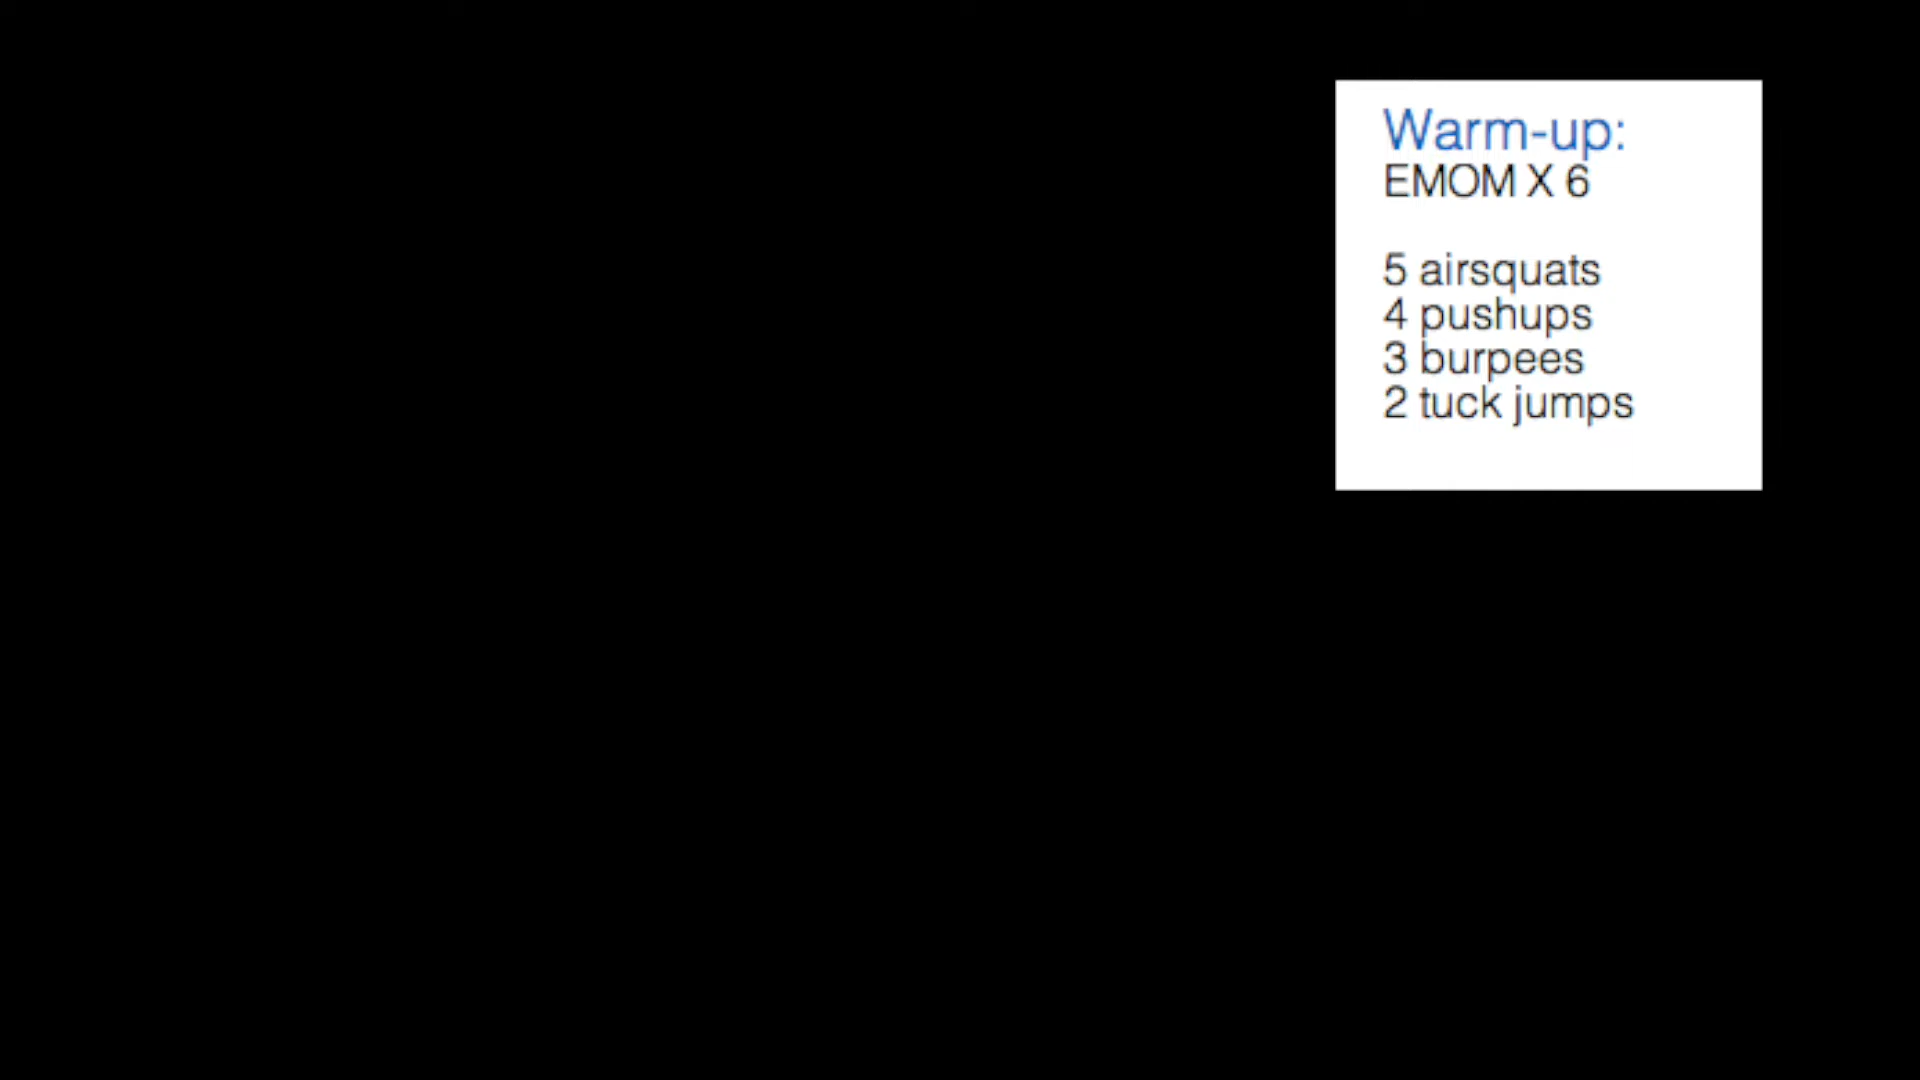 Warm-up:
EMOM X 6
5 airsquats
4 pushups
3 burpees
2 tuck jumps